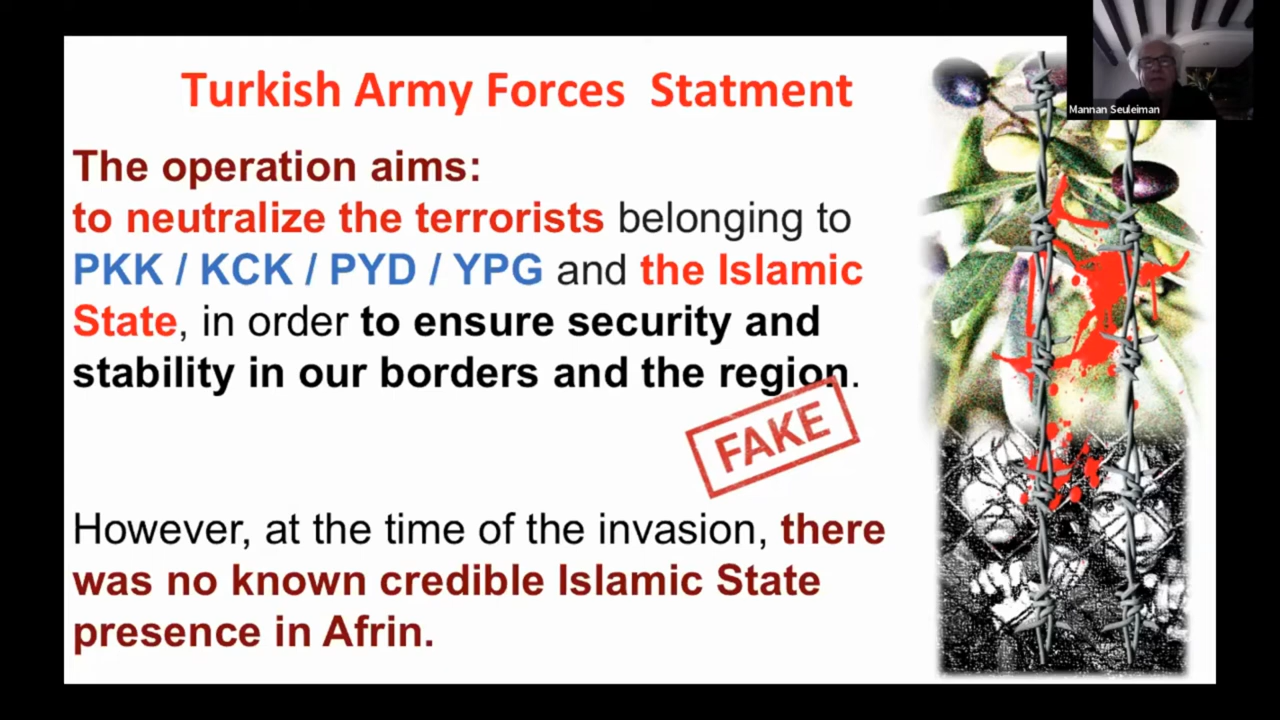 Turkish Army Forces Statment
Mannan Seuleiman
The operation aims:
to neutralize the terrorists belonging to
PKK / KCK / PYD / YPG and the Islamic
State, in order to ensure security and
stability in our borders and the region.
FAKE
However, at the time of the invasion, there
was no known credible Islamic State
presence in Afrin.